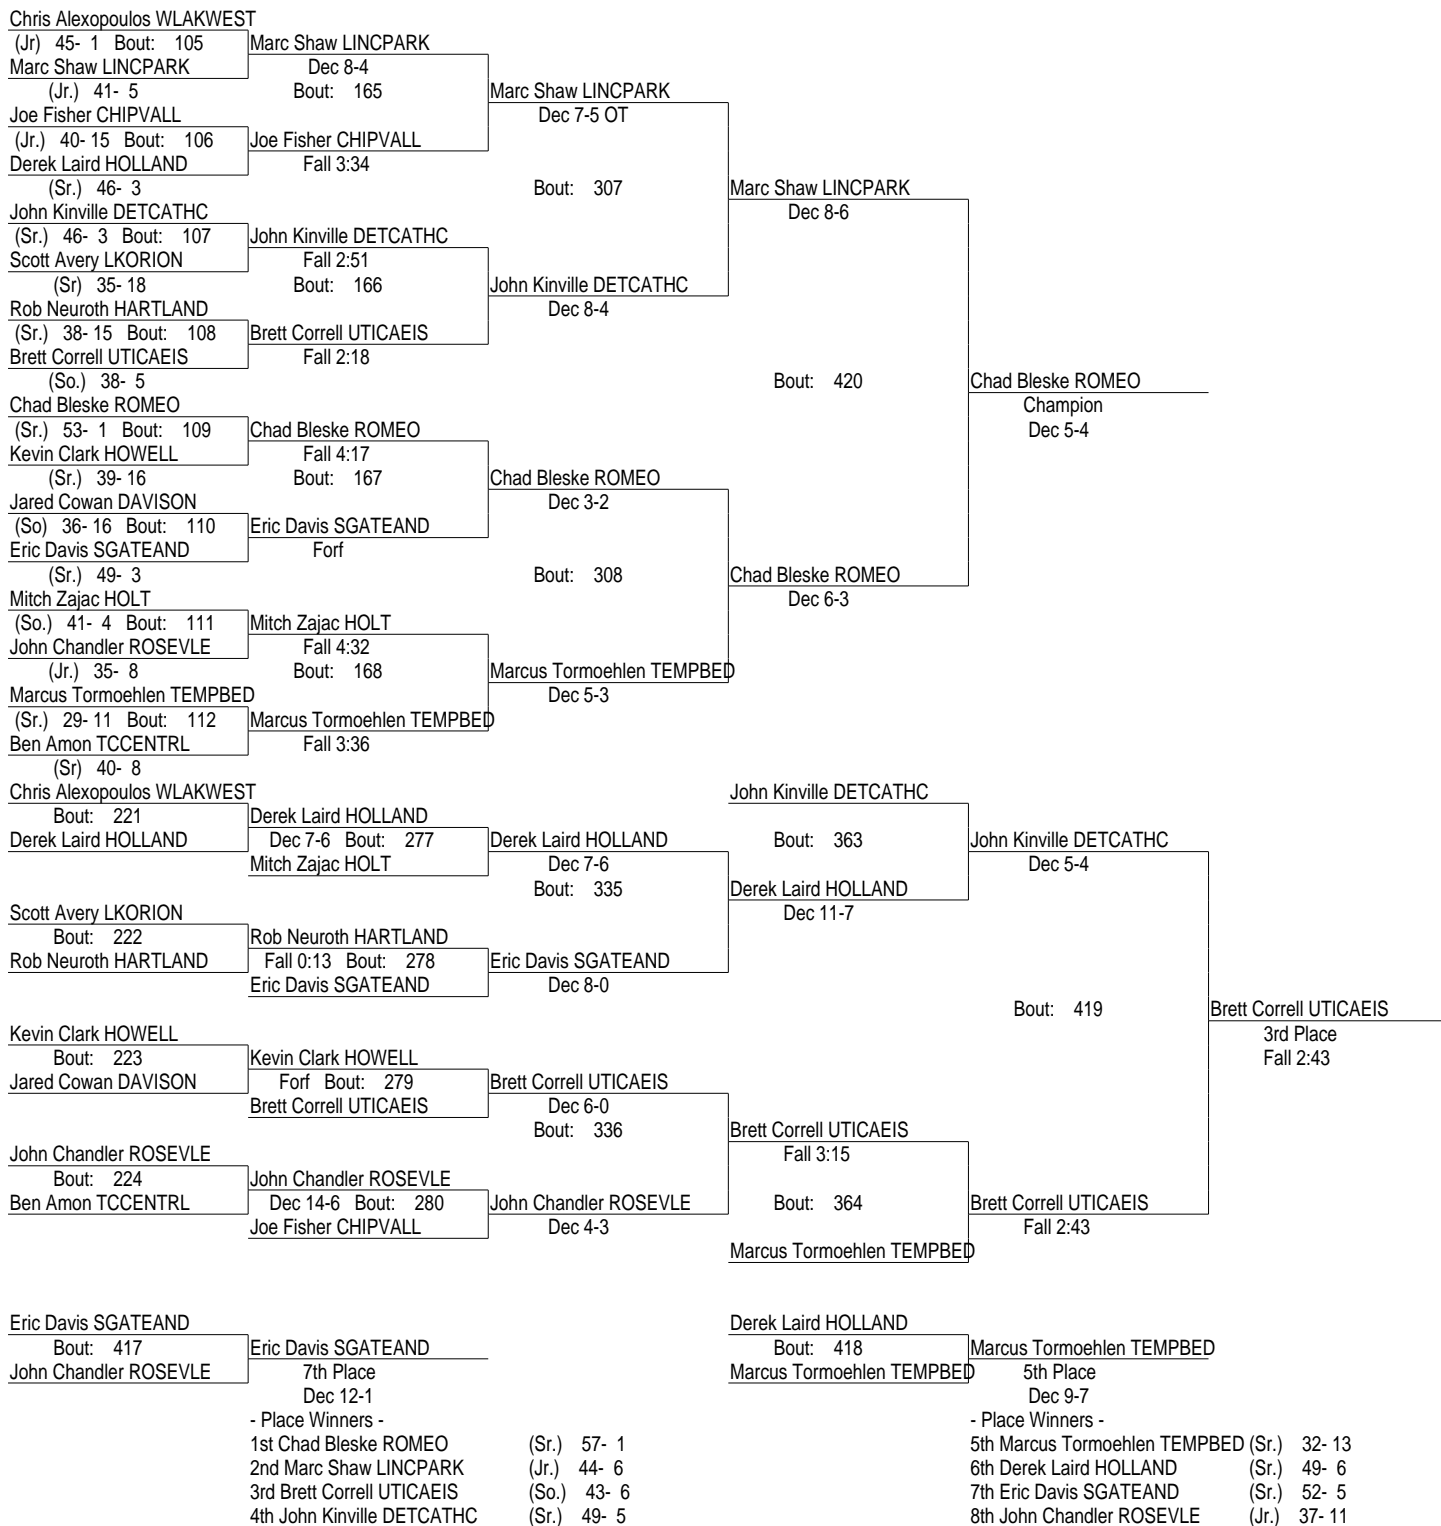 Chris Alexopoulos WLAKWEST
(Jr) 45- 1 Bout: 105
Marc Shaw LINCPARK
(Jr.) 41- 5
Joe Fisher CHIPVALL
(Jr.) 40- 15 Bout: 106
Derek Laird HOLLAND
(Sr.) 46- 3
John Kinville DETCATHC
(Sr.) 46- 3 Bout: 107
Scott Avery LKORION
(Sr) 35- 18
Rob Neuroth HARTLAND
(Sr.) 38- 15 Bout: 108
Brett Correll UTICAEIS
(So.) 38- 5
Chad Bleske ROMEO
(Sr.) 53- 1 Bout: 109
Kevin Clark HOWELL
(Sr.) 39- 16
Jared Cowan DAVISON
(So) 36- 16 Bout: 110
Eric Davis SGATEAND
(Sr.) 49- 3
Mitch Zajac HOLT
(So.) 41- 4 Bout: 111
John Chandler ROSEVLE
(Jr.) 35- 8
Marcus Tormoehlen TEMPBED
(Sr.) 29- 11 Bout: 112
Ben Amon TCCENTRL
(Sr) 40- 8
Marc Shaw LINCPARK
Dec 8-4
Bout: 165
Joe Fisher CHIPVALL
Fall 3:34
John Kinville DETCATHC
Fall 2:51
Bout: 166
Brett Correll UTICAEIS
Fall 2:18
Chad Bleske ROMEO
Fall 4:17
Bout: 167
Eric Davis SGATEAND
Forf
Mitch Zajac HOLT
Fall 4:32
Bout: 168
Marcus Tormoehlen TEMPBED
Fall 3:36
Marc Shaw LINCPARK
Dec 7-5 OT
Bout: 307
John Kinville DETCATHC
Dec 8-4
Chad Bleske ROMEO
Dec 3-2
Bout: 308
Marcus Tormoehlen TEMPBED
Dec 5-3
Marc Shaw LINCPARK
Dec 8-6
Bout: 420
Chad Bleske ROMEO
Dec 6-3
Chad Bleske ROMEO
Champion
Dec 5-4
Chris Alexopoulos WLAKWEST
Bout: 221
Derek Laird HOLLAND
Scott Avery LKORION
Bout: 222
Rob Neuroth HARTLAND
Kevin Clark HOWELL
Bout: 223
Jared Cowan DAVISON
John Chandler ROSEVLE
Bout: 224
Ben Amon TCCENTRL
Derek Laird HOLLAND
Dec 7-6 Bout: 277
Mitch Zajac HOLT
Rob Neuroth HARTLAND
Fall 0:13 Bout: 278
Eric Davis SGATEAND
Kevin Clark HOWELL
Forf Bout: 279
Brett Correll UTICAEIS
John Chandler ROSEVLE
Dec 14-6 Bout: 280
Joe Fisher CHIPVALL
Derek Laird HOLLAND
Dec 7-6
Bout: 335
Eric Davis SGATEAND
Dec 8-0
Brett Correll UTICAEIS
Dec 6-0
Bout: 336
John Chandler ROSEVLE
Dec 4-3
John Kinville DETCATHC
Bout: 363
Derek Laird HOLLAND
Dec 11-7
Brett Correll UTICAEIS
Fall 3:15
Bout: 364
Marcus Tormoehlen TEMPBED
John Kinville DETCATHC
Dec 5-4
Bout: 419
Brett Correll UTICAEIS
Fall 2:43
Brett Correll UTICAEIS
3rd Place
Fall 2:43
Eric Davis SGATEAND
Bout: 417
John Chandler ROSEVLE
Eric Davis SGATEAND
7th Place
Dec 12-1
Derek Laird HOLLAND
Bout: 418
Marcus Tormoehlen TEMPBED
Marcus Tormoehlen TEMPBED
5th Place
Dec 9-7
- Place Winners -
1st Chad Bleske ROMEO (Sr.) 57- 1
2nd Marc Shaw LINCPARK (Jr.) 44- 6
3rd Brett Correll UTICAEIS (So.) 43- 6
4th John Kinville DETCATHC (Sr.) 49- 5
- Place Winners -
5th Marcus Tormoehlen TEMPBED (Sr.) 32- 13
6th Derek Laird HOLLAND (Sr.) 49- 6
7th Eric Davis SGATEAND (Sr.) 52- 5
8th John Chandler ROSEVLE (Jr.) 37- 11